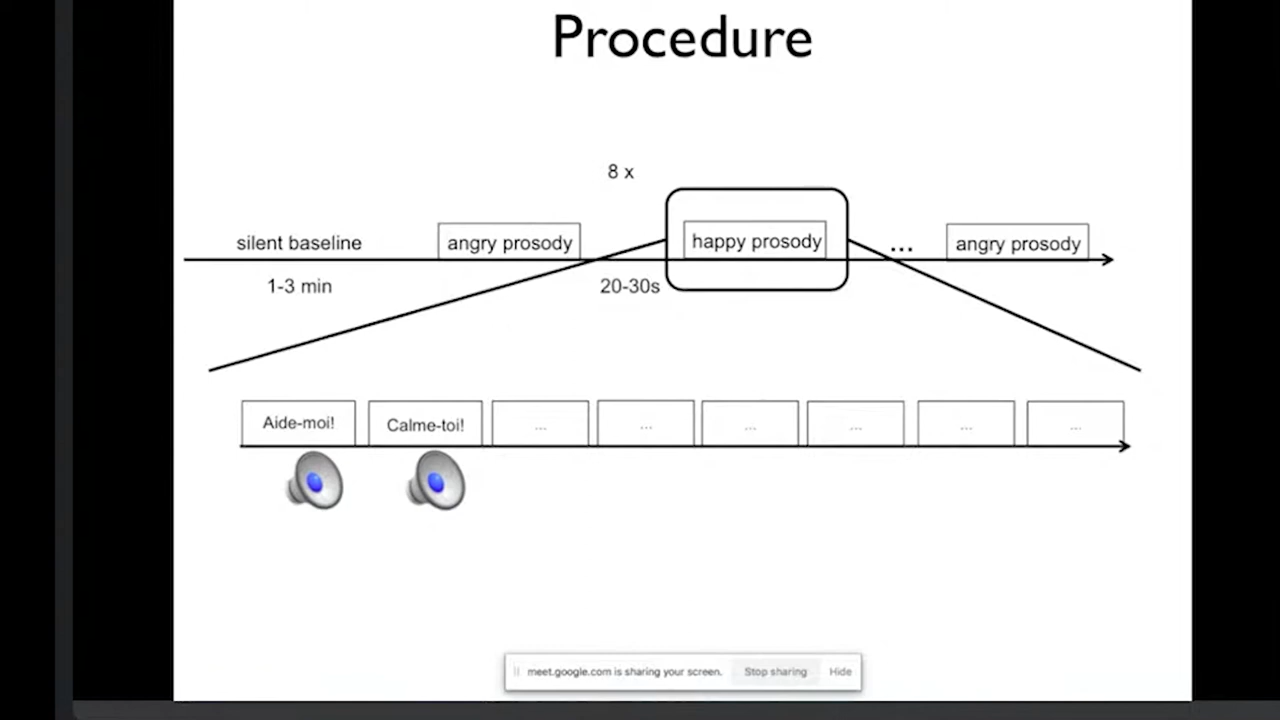 Procedure
8 x
silent baseline
angry prosody
happy prosody
...
angry prosody
1-3 min
20-30s
Aide-moi!
Calme-toi!
...
...
...
...
...
...
meet.google.com is sharing your screen.
Stop sharing
Hide